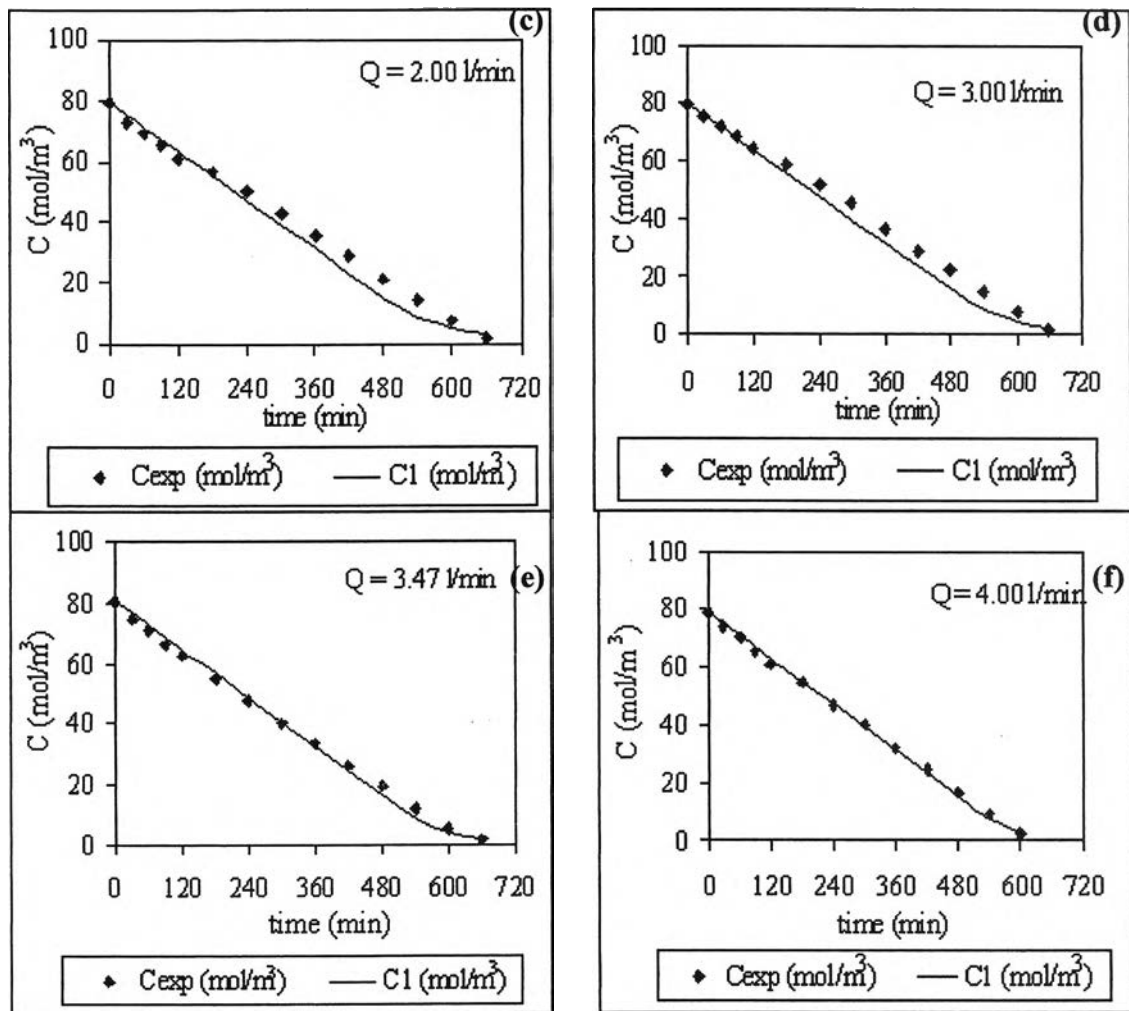 (c)
Q = 2.00 l/min
C (mol/m³)
100
80
60
40
20
0
0 120 240 360 480 600 720
time (min)
Cexp (mol/m³) C1 (mol/m³)
(d)
Q = 3.00 l/min
C (mol/m³)
100
80
60
40
20
0
0 120 240 360 480 600 720
time (min)
Cexp (mol/m³) C1 (mol/m³)
(e)
Q = 3.47 l/min
C (mol/m³)
100
80
60
40
20
0
0 120 240 360 480 600 720
time (min)
Cexp (mol/m³) C1 (mol/m³)
(f)
Q = 4.00 l/min
C (mol/m³)
100
80
60
40
20
0
0 120 240 360 480 600 720
time (min)
Cexp (mol/m³) C1 (mol/m³)